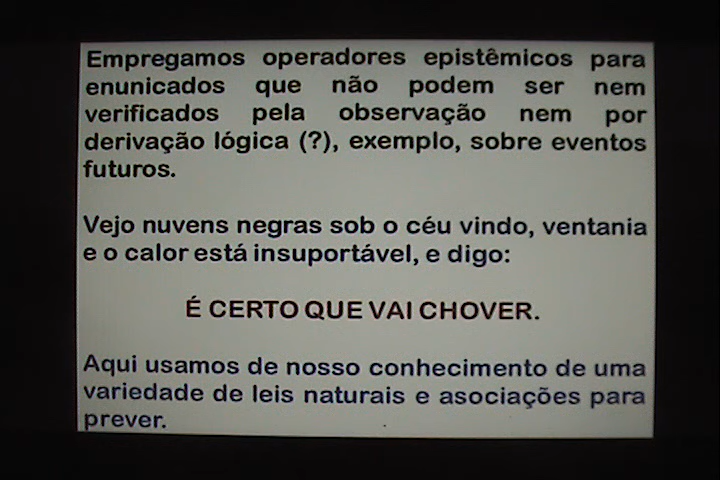 Empregamos operadores epistêmicos para
enunicados que não podem ser nem
verificados pela observação nem por
derivação lógica (?), exemplo, sobre eventos
futuros.
Vejo nuvens negras sob o céu vindo, ventania
e o calor está insuportável, e digo:
É CERTO QUE VAI CHOVER.
Aqui usamos de nosso conhecimento de uma
variedade de leis naturais e asociações para
prever.